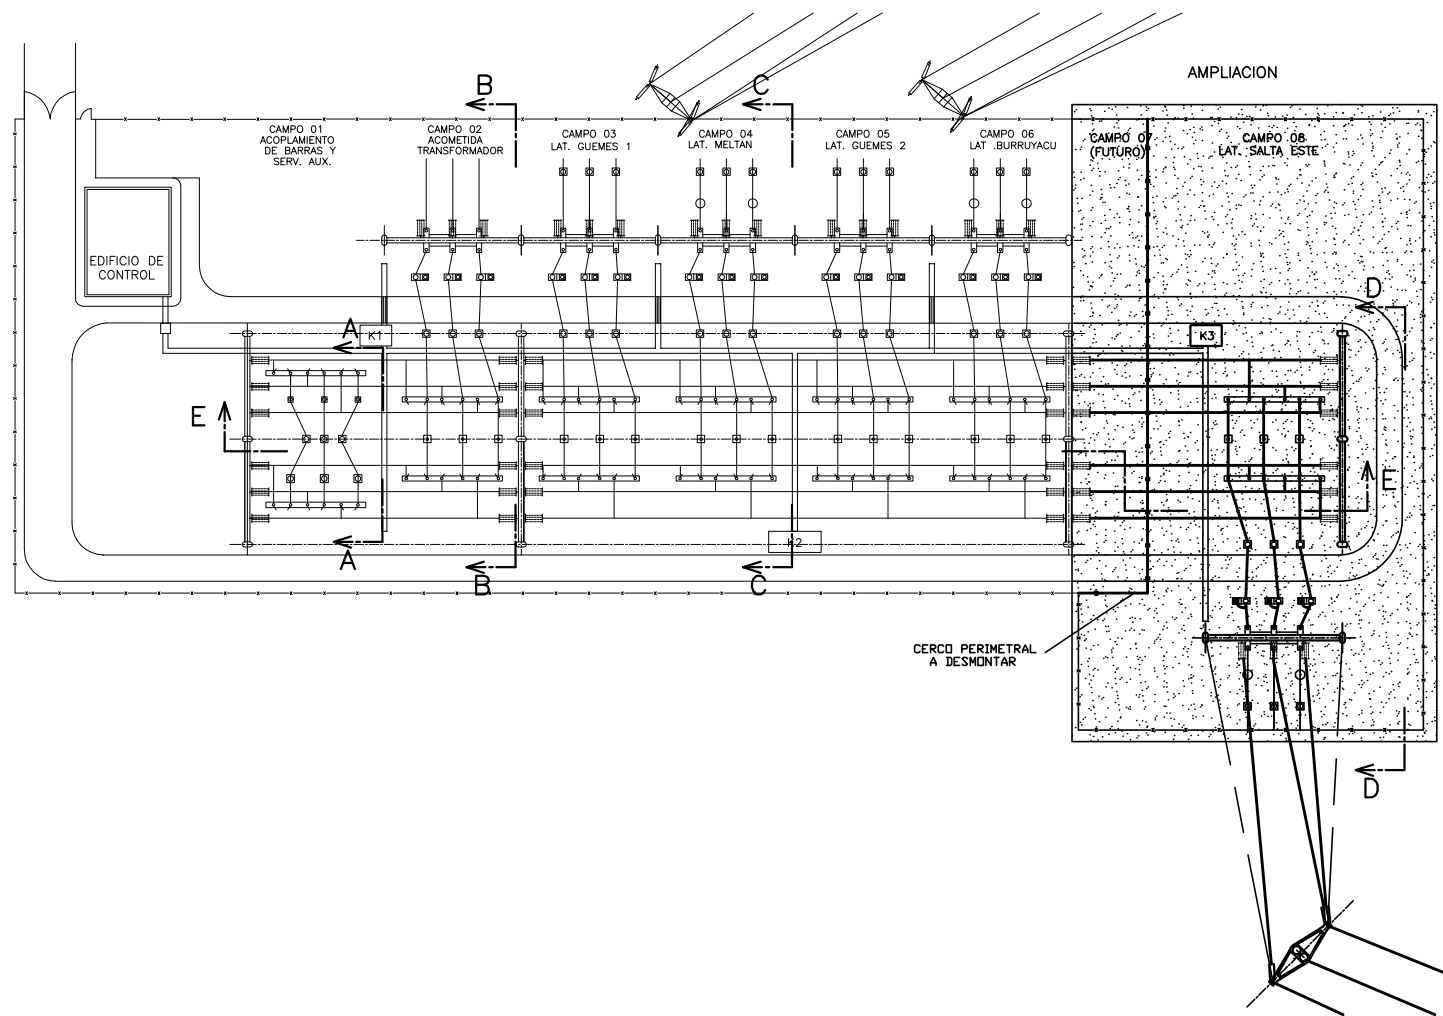 AMPLIACION
B
C
CAMPO 01
ACOPLAMIENTO
DE BARRAS Y
SERV. AUX.
CAMPO 02
ACOMETIDA
TRANSFORMADOR
CAMPO 03
LAT. GUEMES 1
CAMPO 04
LAT. MELTAN
CAMPO 05
LAT. GUEMES 2
CAMPO 06
LAT .BURRUYACU
CAMPO 07
(FUTURO)
CAMPO 08
LAT. SALTA ESTE
EDIFICIO DE
CONTROL
D
A
K1
K3
E
E
K2
A
B
C
CERCO PERIMETRAL
A DESMONTAR
D